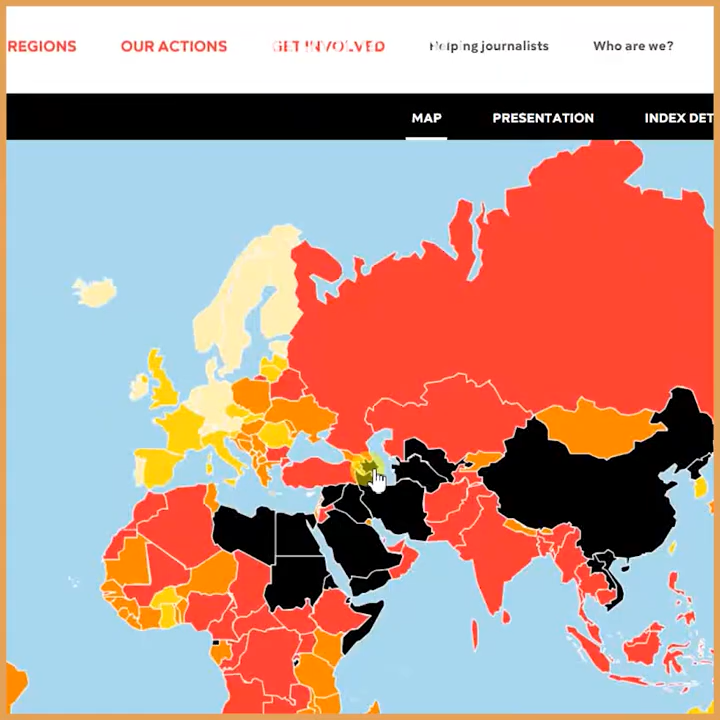 REGIONS OUR ACTIONS GET INVOLVED Helping journalists Who are we?
MAP PRESENTATION INDEX DET